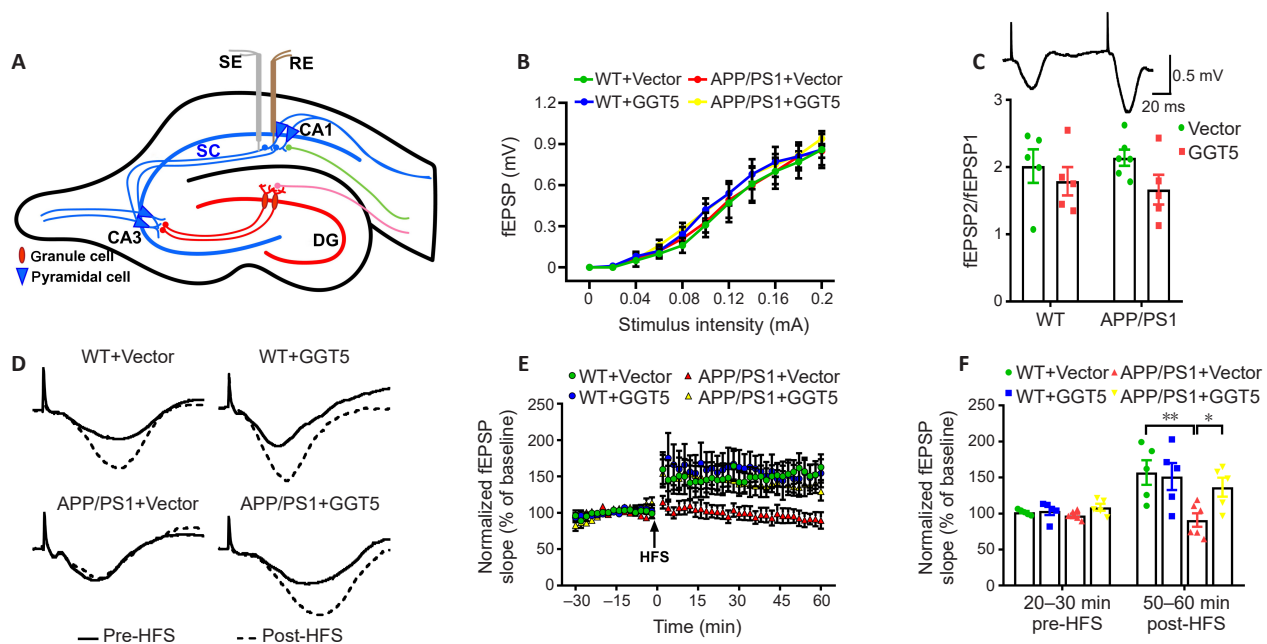 A
SE
RE
CA1
SC
CA3
DG
Granule cell
Pyramidal cell
B
WT+Vector
APP/PS1+Vector
WT+GGT5
APP/PS1+GGT5
fEPSP (mV)
1.2
0.9
0.6
0.3
0
0
0.04
0.08
0.12
0.16
0.2
Stimulus intensity (mA)
C
0.5 mV
20 ms
Vector
GGT5
fEPSP2/fEPSP1
3
2
1
0
WT
APP/PS1
D
WT+Vector
WT+GGT5
APP/PS1+Vector
APP/PS1+GGT5
Pre-HFS
Post-HFS
E
WT+Vector
APP/PS1+Vector
WT+GGT5
APP/PS1+GGT5
Normalized fEPSP
slope (% of baseline)
250
200
150
100
50
0
HFS
–30
–15
0
15
30
45
60
Time (min)
F
WT+Vector
APP/PS1+Vector
WT+GGT5
APP/PS1+GGT5
Normalized fEPSP
slope (% of baseline)
250
200
150
100
50
0
**
*
20–30 min
pre-HFS
50–60 min
post-HFS